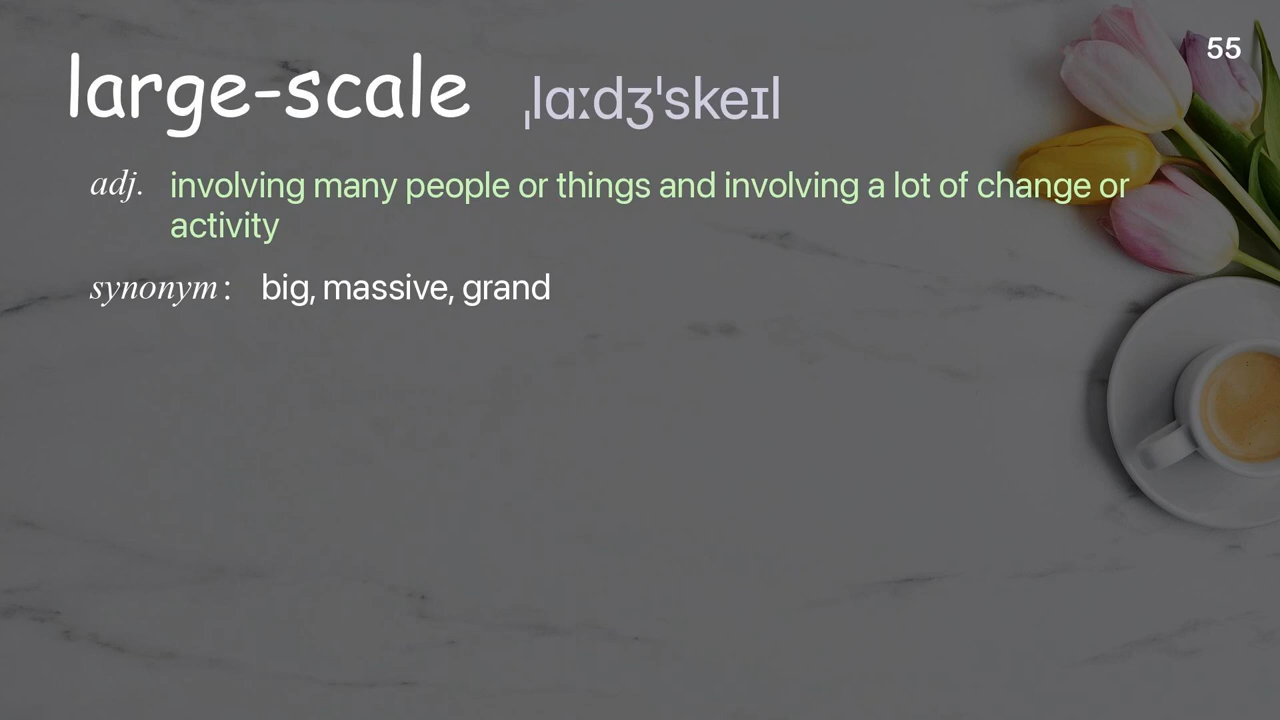 55
large-scale ˌlɑːdʒˈskeɪl
adj. involving many people or things and involving a lot of change or
activity
synonym: big, massive, grand